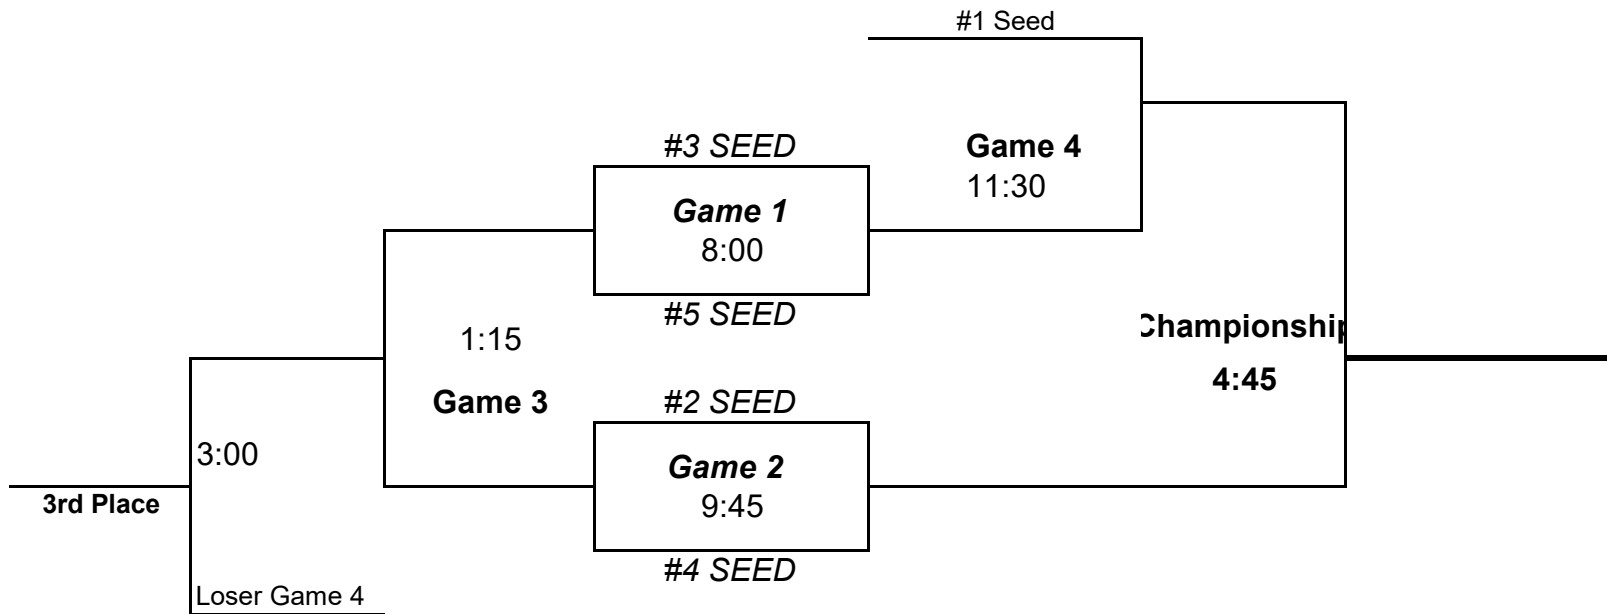 #1 Seed
#3 SEED
Game 4
11:30
Game 1
8:00
#5 SEED
1:15
Championship
4:45
Game 3
#2 SEED
3:00
Game 2
9:45
3rd Place
#4 SEED
Loser Game 4